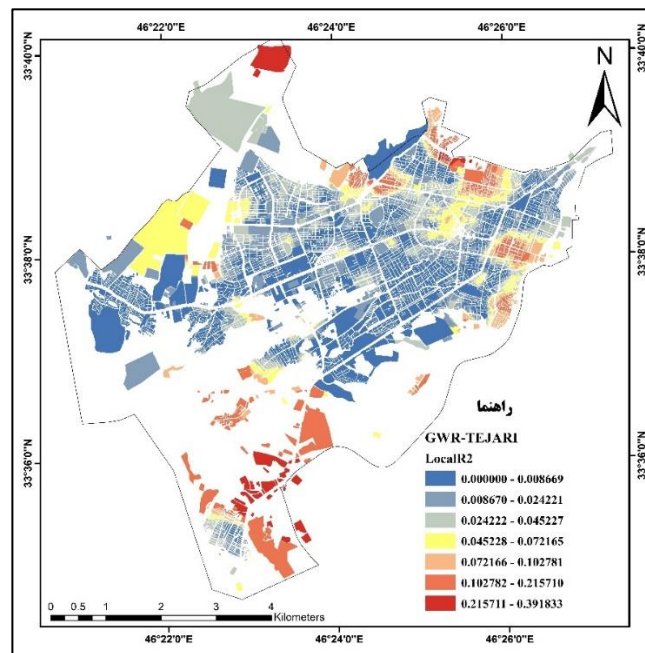 46°22'0"E 46°24'0"E 46°26'0"E
33°40'0"N 33°40'0"N
N
33°38'0"N 33°38'0"N
33°36'0"N 33°36'0"N
راهنما
GWR-TEJARI
LocalR2
0.000000 - 0.008669
0.008670 - 0.024221
0.024222 - 0.045227
0.045228 - 0.072165
0.072166 - 0.102781
0.102782 - 0.215710
0.215711 - 0.391833
0 0.5 1 2 3 4
Kilometers
46°22'0"E 46°24'0"E 46°26'0"E